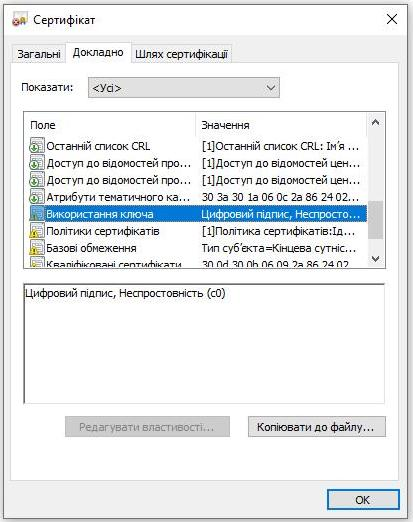 Сертифікат
Загальні Докладно Шлях сертифікації
Показати: <Усі>
Поле Значення
Останній список CRL [1]Останній список CRL: Ім'я ...
Доступ до відомостей про... [1]Доступ до відомостей цен...
Доступ до відомостей про... [1]Доступ до відомостей цен...
Атрибути тематичного ка... 30 3a 30 1a 06 0c 2a 86 24 02 ...
Використання ключа Цифровий підпис, Неспросто...
Політики сертифікатів [1]Політика сертифікатів:Ід...
Базові обмеження Тип суб'єкта=Кінцева сутніс...
Кваліфіковані сертифікати 30 0d 30 0b 06 09 2a 86 24 02
Цифровий підпис, Неспростовність (c0)
Редагувати властивості... Копіювати до файлу...
OK